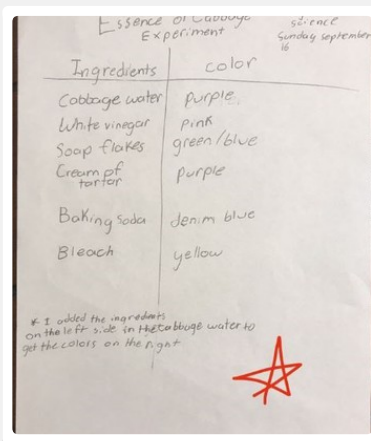 Essence of Cabbage
Experiment
science
Sunday september
16
Ingredients
color
Cobbage water purple
White vinegar pink
Soap flakes green/blue
Cream of
tartar
purple
Baking soda denim blue
Bleach yellow
* I added the ingredients
on the left side in the cabbage water to
get the colors on the right